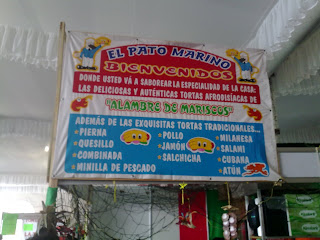 EL PATO MARINO
BIENVENIDOS
DONDE USTED VÁ A SABOREAR LA ESPECIALIDAD DE LA CASA:
LAS DELICIOSAS Y AUTÉNTICAS TORTAS AFRODISÍACAS DE
"ALAMBRE DE MARISCOS"
ADEMÁS DE LAS EXQUISITAS TORTAS TRADICIONALES...
* PIERNA * POLLO * MILANESA
* QUESILLO * JAMÓN * SALAMI
* COMBINADA * SALCHICHA * CUBANA
* MINILLA DE PESCADO * ATÚN